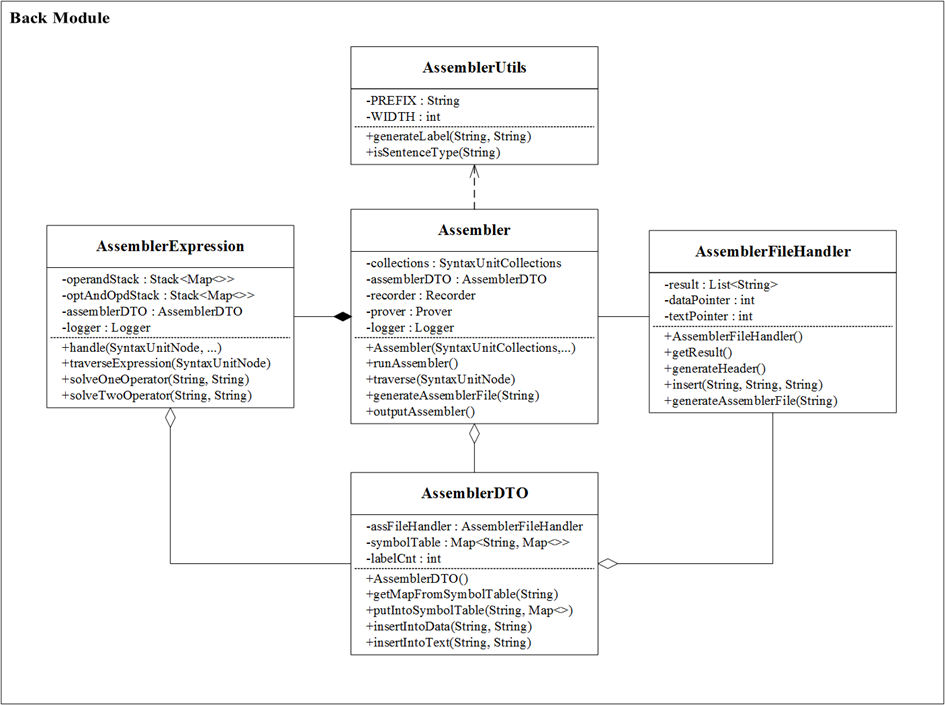 Back Module
AssemblerUtils
-PREFIX : String
-WIDTH : int
+generateLabel(String, String)
+isSentenceType(String)
AssemblerExpression
-operandStack : Stack<Map<>>
-optAndOpdStack : Stack<Map<>>
-assemblerDTO : AssemblerDTO
-logger : Logger
+handle(SyntaxUnitNode, ...)
+traverseExpression(SyntaxUnitNode)
+solveOneOperator(String, String)
+solveTwoOperator(String, String)
Assembler
-collections : SyntaxUnitCollections
-assemblerDTO : AssemblerDTO
-recorder : Recorder
-prover : Prover
-logger : Logger
+Assembler(SyntaxUnitCollections,...)
+runAssembler()
+traverse(SyntaxUnitNode)
+generateAssemblerFile(String)
+outputAssembler()
AssemblerFileHandler
-result : List<String>
-dataPointer : int
-textPointer : int
+AssemblerFileHandler()
+getResult()
+generateHeader()
+insert(String, String, String)
+generateAssemblerFile(String)
AssemblerDTO
-assFileHandler : AssemblerFileHandler
-symbolTable : Map<String, Map<>>
-labelCnt : int
+AssemblerDTO()
+getMapFromSymbolTable(String)
+putIntoSymbolTable(String, Map<>)
+insertIntoData(String, String)
+insertIntoText(String, String)